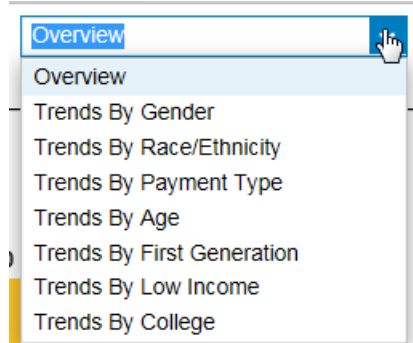 Overview
Overview
Trends By Gender
Trends By Race/Ethnicity
Trends By Payment Type
Trends By Age
Trends By First Generation
Trends By Low Income
Trends By College